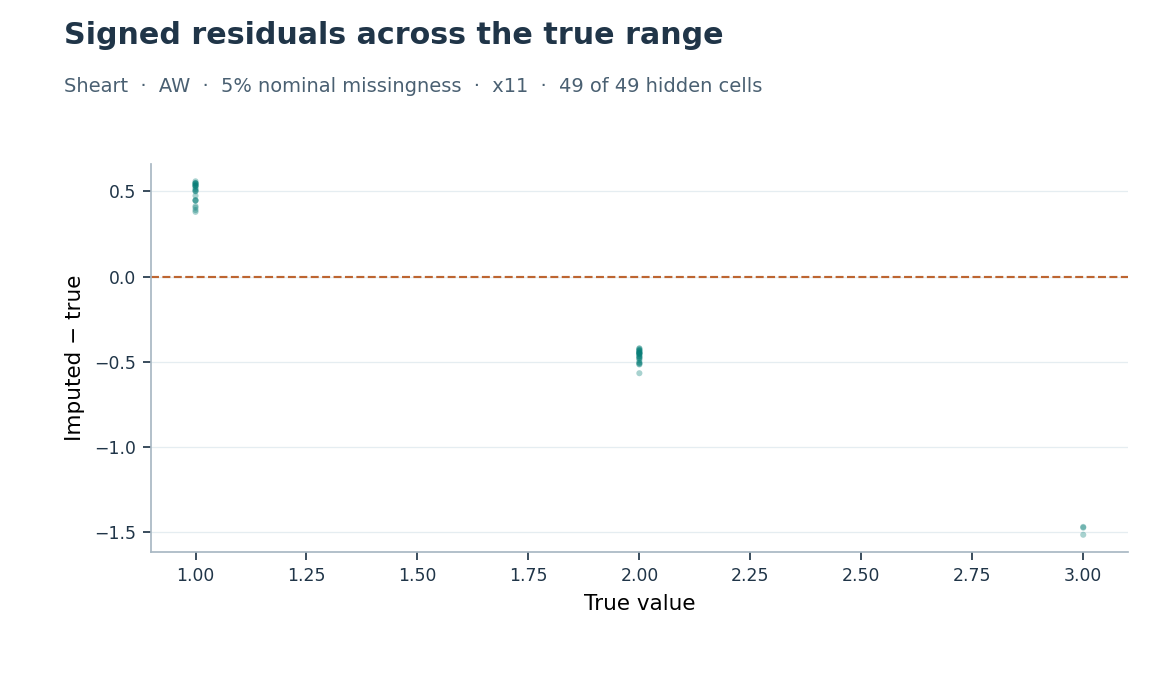 Signed residuals across the true range
Sheart · AW · 5% nominal missingness · x11 · 49 of 49 hidden cells
0.5
0.0
−0.5
−1.0
−1.5
Imputed − true
1.00 1.25 1.50 1.75 2.00 2.25 2.50 2.75 3.00
True value